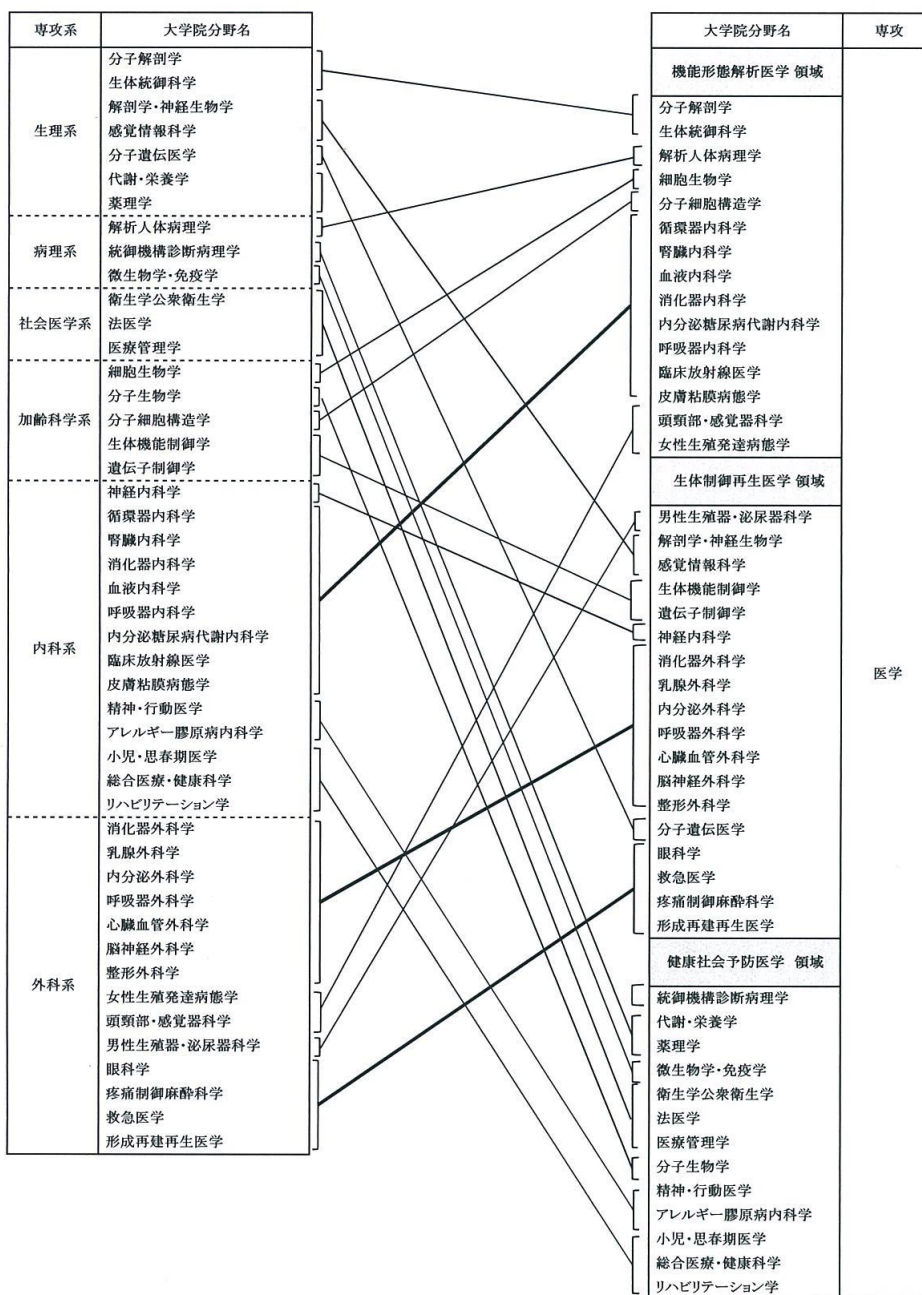 専攻系 大学院分野名
生理系
分子解剖学
生体統御科学
解剖学・神経生物学
感覚情報科学
分子遺伝医学
代謝・栄養学
薬理学
病理系
解析人体病理学
統御機構診断病理学
微生物学・免疫学
社会医学系
衛生学公衆衛生学
法医学
医療管理学
加齢科学系
細胞生物学
分子生物学
分子細胞構造学
生体機能制御学
遺伝子制御学
内科系
神経内科学
循環器内科学
腎臓内科学
消化器内科学
血液内科学
呼吸器内科学
内分泌糖尿病代謝内科学
臨床放射線医学
皮膚粘膜病態学
精神・行動医学
アレルギー膠原病内科学
小児・思春期医学
総合医療・健康科学
リハビリテーション学
外科系
消化器外科学
乳腺外科学
内分泌外科学
呼吸器外科学
心臓血管外科学
脳神経外科学
整形外科学
女性生殖発達病態学
頭頸部・感覚器科学
男性生殖器・泌尿器科学
眼科学
疼痛制御麻酔科学
救急医学
形成再建再生医学
大学院分野名 専攻
機能形態解析医学 領域
分子解剖学
生体統御科学
解析人体病理学
細胞生物学
分子細胞構造学
循環器内科学
腎臓内科学
血液内科学
消化器内科学
内分泌糖尿病代謝内科学
呼吸器内科学
臨床放射線医学
皮膚粘膜病態学
頭頸部・感覚器科学
女性生殖発達病態学
生体制御再生医学 領域
男性生殖器・泌尿器科学
解剖学・神経生物学
感覚情報科学
生体機能制御学
遺伝子制御学
神経内科学
消化器外科学
乳腺外科学
内分泌外科学
呼吸器外科学
心臓血管外科学
脳神経外科学
整形外科学
分子遺伝医学
眼科学
救急医学
疼痛制御麻酔科学
形成再建再生医学
健康社会予防医学 領域
統御機構診断病理学
代謝・栄養学
薬理学
微生物学・免疫学
衛生学公衆衛生学
法医学
医療管理学
分子生物学
精神・行動医学
アレルギー膠原病内科学
小児・思春期医学
総合医療・健康科学
リハビリテーション学
医学